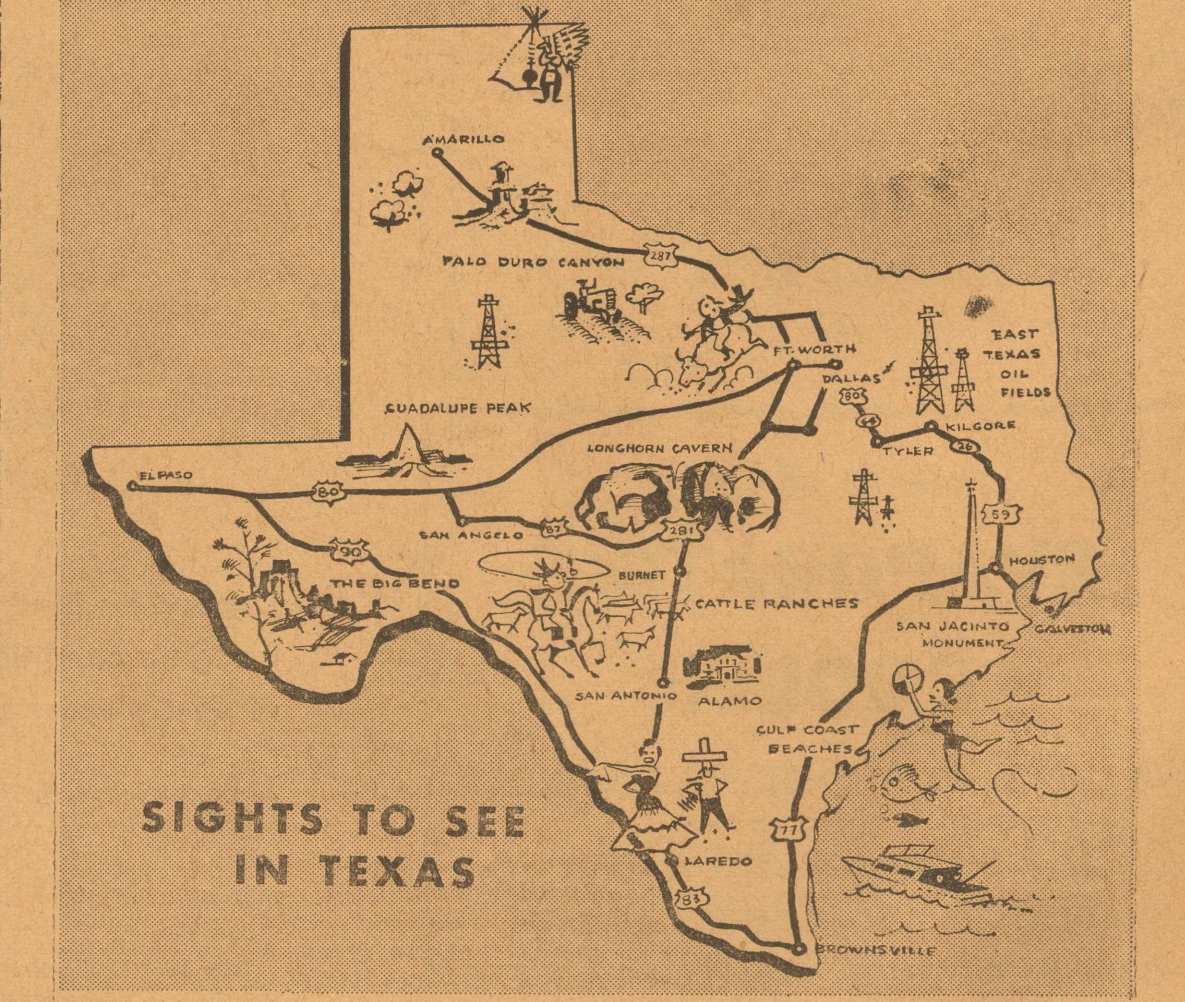 AMARILLO
PALO DURO CANYON
287
FT. WORTH
DALLAS
80
EAST
TEXAS
OIL
FIELDS
GUADALUPE PEAK
KILGORE
TYLER
26
LONGHORN CAVERN
EL PASO
80
59
SAN ANGELO
87
281
90
HOUSTON
THE BIG BEND
BURNET
CATTLE RANCHES
SAN JACINTO
MONUMENT
GALVESTON
SAN ANTONIO
ALAMO
GULF COAST
BEACHES
SIGHTS TO SEE
IN TEXAS
77
LAREDO
83
BROWNSVILLE